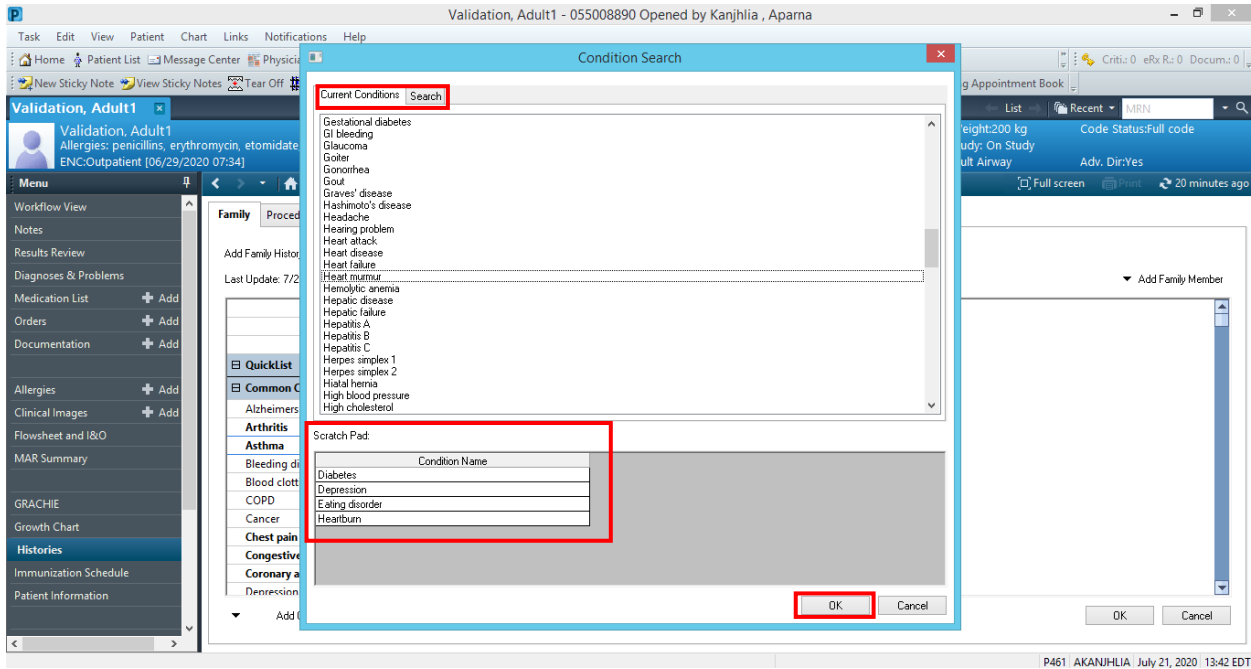 P Validation, Adult1 - 055008890 Opened by Kanjhlia , Aparna
Task Edit View Patient Chart Links Notifications Help
Home Patient List Message Center Physicia
Criti.: 0 eRx R.: 0 Docum.: 0
New Sticky Note View Sticky Notes Tear Off
g Appointment Book
Validation, Adult1
List Recent MRN
Validation, Adult1
Allergies: penicillins, erythromycin, etomidate
ENC:Outpatient [06/29/2020 07:34]
eight:200 kg Code Status:Full code
udy: On Study
ult Airway Adv. Dir:Yes
Menu
Full screen Print 20 minutes ago
Workflow View
Notes
Results Review
Diagnoses & Problems
Medication List Add
Orders Add
Documentation Add
Allergies Add
Clinical Images Add
Flowsheet and I&O
MAR Summary
GRACHIE
Growth Chart
Histories
Immunization Schedule
Patient Information
Family Proced
Add Family Histor
Last Update: 7/2
Add Family Member
QuickList
Common C
Alzheimers
Arthritis
Asthma
Bleeding di
Blood clott
COPD
Cancer
Chest pain
Congestive
Coronary a
Depression
Add
OK Cancel
Condition Search
Current Conditions Search
Gestational diabetes
GI bleeding
Glaucoma
Goiter
Gonorrhea
Gout
Graves' disease
Hashimoto's disease
Headache
Hearing problem
Heart attack
Heart disease
Heart failure
Heart murmur
Hemolytic anemia
Hepatic disease
Hepatic failure
Hepatitis A
Hepatitis B
Hepatitis C
Herpes simplex 1
Herpes simplex 2
Hiatal hernia
High blood pressure
High cholesterol
Scratch Pad:
Condition Name
Diabetes
Depression
Eating disorder
Heartburn
OK Cancel
P461 AKANJHLIA July 21, 2020 13:42 EDT